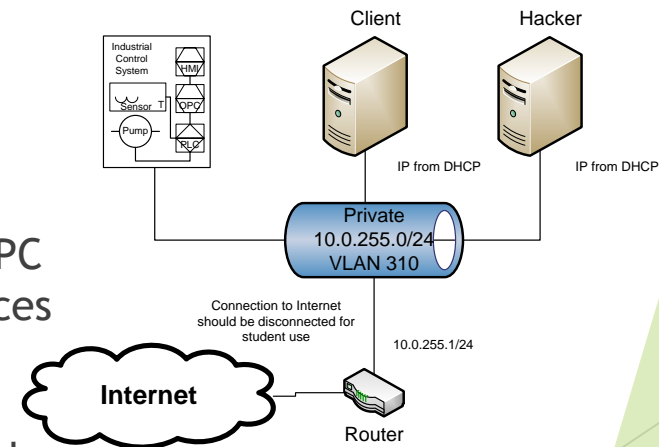 Client
Hacker
Industrial
Control
System
HMI
Sensor T
OPC
Pump
PLC
IP from DHCP
IP from DHCP
Private
10.0.255.0/24
VLAN 310
PC
ces
Connection to Internet
should be disconnected for
student use
10.0.255.1/24
Internet
Router